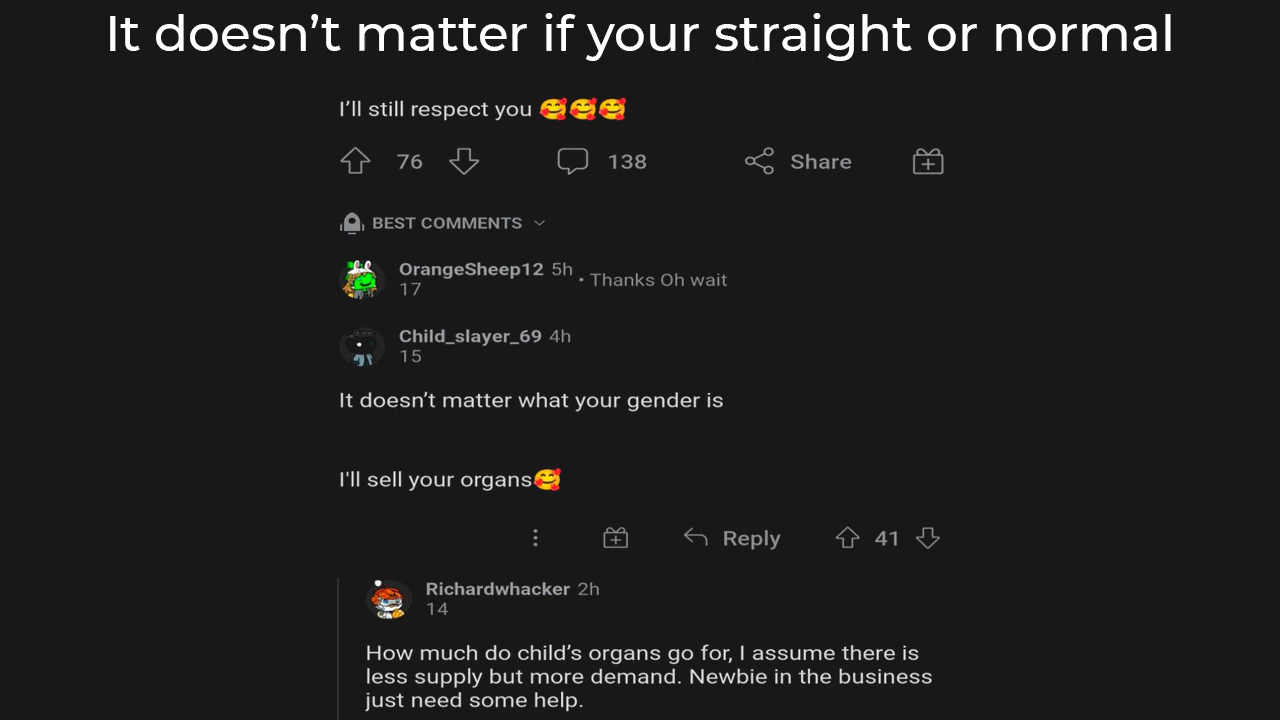 It doesn’t matter if your straight or normal
I’ll still respect you 🥰🥰🥰
76 138 Share
BEST COMMENTS
OrangeSheep12 5h
17 • Thanks Oh wait
Child_slayer_69 4h
15
It doesn’t matter what your gender is
I'll sell your organs🥰
Reply 41
Richardwhacker 2h
14
How much do child’s organs go for, I assume there is
less supply but more demand. Newbie in the business
just need some help.